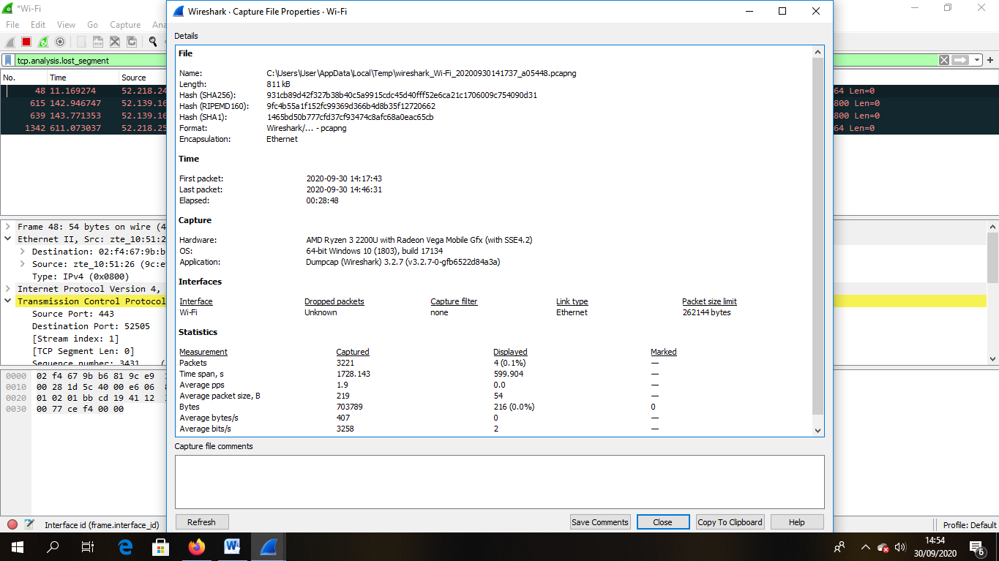 *Wi-Fi
Wireshark · Capture File Properties · Wi-Fi
File Edit View Go Capture
Details
tcp.analysis.lost_segment
No. Time Source
48 11.169274 52.218.24
64 Len=0
615 142.946747 52.139.16
800 Len=0
639 143.771353 52.139.16
800 Len=0
1342 611.073037 52.218.25
64 Len=0
File
Name: C:\Users\User\AppData\Local\Temp\wireshark_Wi-Fi_20200930141737_a05448.pcapng
Length: 811 kB
Hash (SHA256): 931cb89d42f327b38b40c5a9915cdc45d40fff52e6ca21c1706009c754090d31
Hash (RIPEMD160): 9fc4b55a1f152fc99369d366b4d8b35f12720662
Hash (SHA1): 1465bd50b777cfd37cf93474c8afc68a0eac65cb
Format: Wireshark/... - pcapng
Encapsulation: Ethernet
Time
First packet: 2020-09-30 14:17:43
Last packet: 2020-09-30 14:46:31
Elapsed: 00:28:48
Capture
Hardware: AMD Ryzen 3 2200U with Radeon Vega Mobile Gfx (with SSE4.2)
OS: 64-bit Windows 10 (1803), build 17134
Application: Dumpcap (Wireshark) 3.2.7 (v3.2.7-0-gfb6522d84a3a)
Interfaces
Interface Dropped packets Capture filter Link type Packet size limit
Wi-Fi Unknown none Ethernet 262144 bytes
Statistics
Measurement Captured Displayed Marked
Packets 3221 4 (0.1%) —
Time span, s 1728.143 599.904 —
Average pps 1.9 0.0 —
Average packet size, B 219 54 —
Bytes 703789 216 (0.0%) 0
Average bytes/s 407 0 —
Average bits/s 3258 2 —
Capture file comments
Refresh Save Comments Close Copy To Clipboard Help
Frame 48: 54 bytes on wire (4
Ethernet II, Src: zte_10:51:2
Destination: 02:f4:67:9b:b
Source: zte_10:51:26 (9c:e
Type: IPv4 (0x0800)
Internet Protocol Version 4,
Transmission Control Protocol
Source Port: 443
Destination Port: 52505
[Stream index: 1]
[TCP Segment Len: 0]
Sequence number: 3431 (
0000 02 f4 67 9b b6 81 9c e9
0010 00 28 1d 5c 40 00 e6 06
0020 01 02 01 bb cd 19 41 12
0030 00 77 ce f4 00 00
Interface id (frame.interface_id)
Profile: Default
14:54
30/09/2020
6